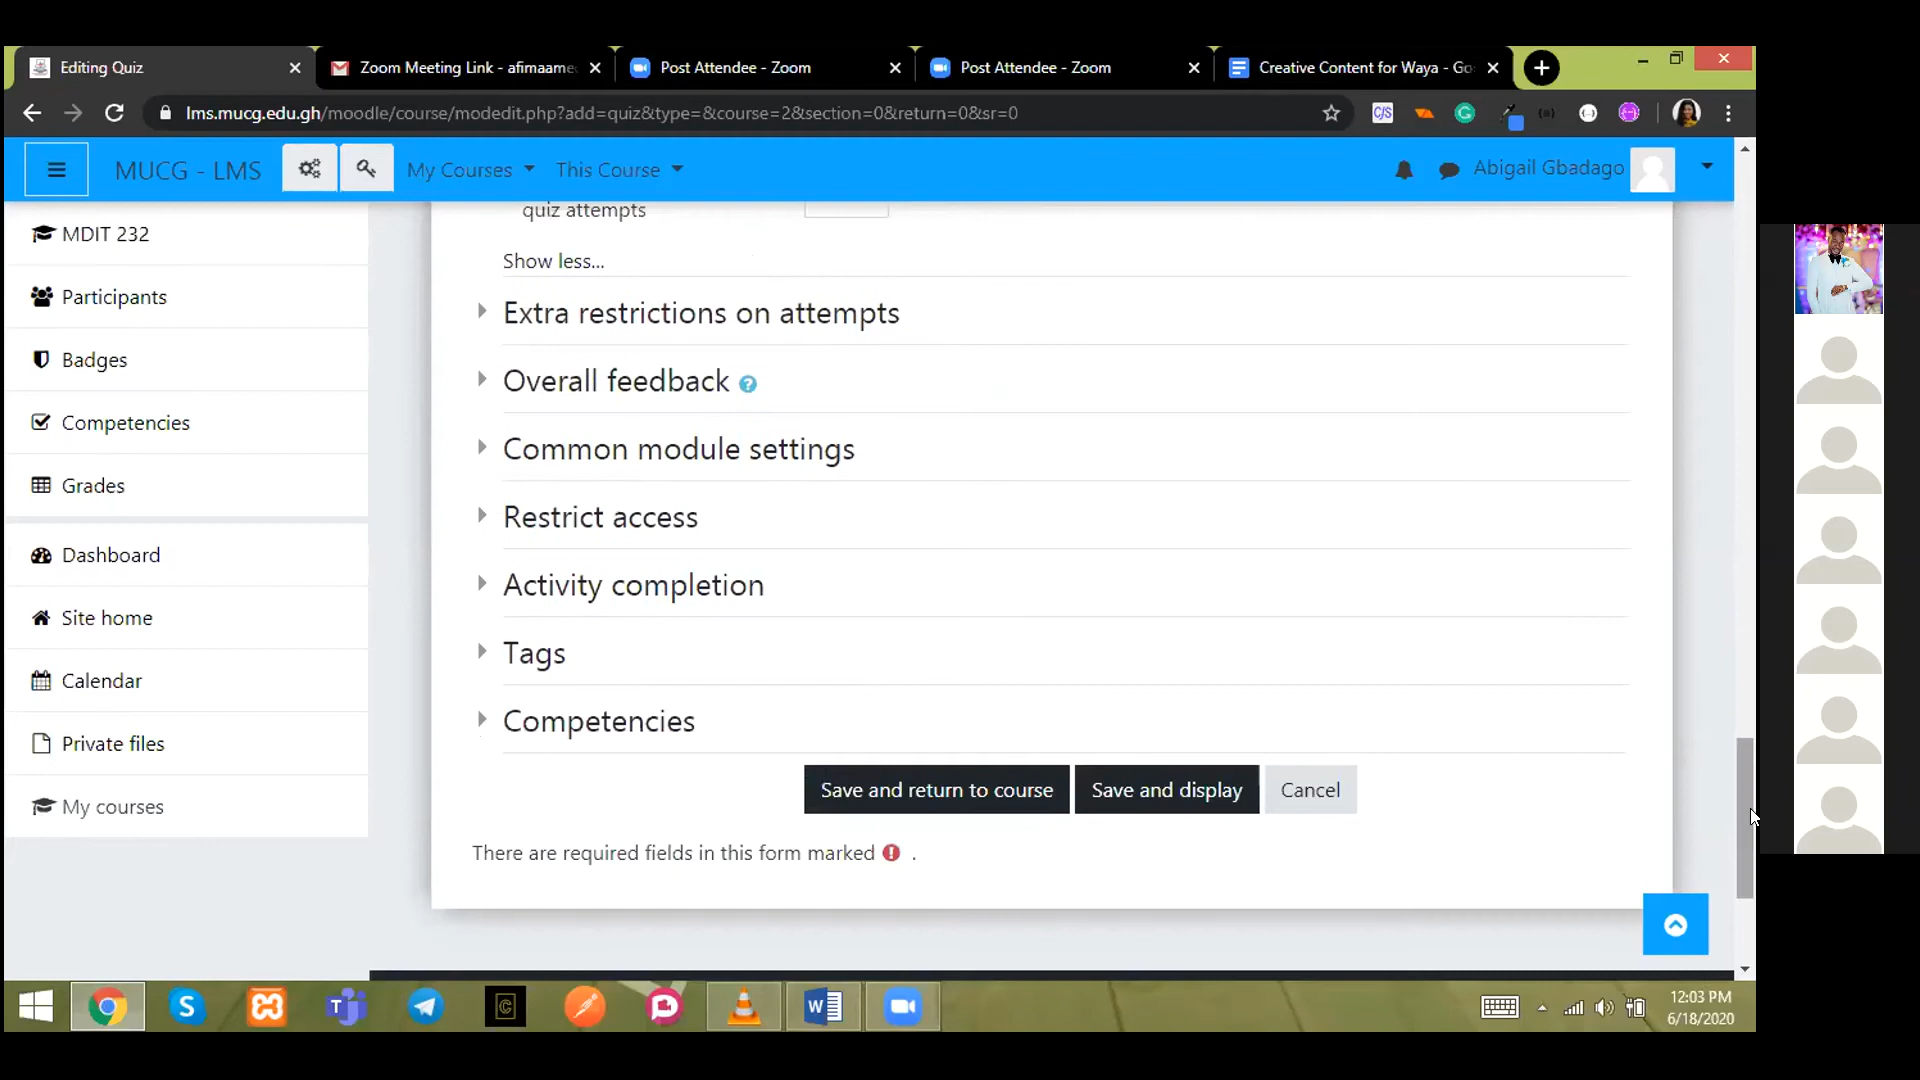 Editing Quiz
Zoom Meeting Link - afimaame
Post Attendee - Zoom
Post Attendee - Zoom
Creative Content for Waya - Go
lms.mucg.edu.gh/moodle/course/modedit.php?add=quiz&type=&course=2&section=0&return=0&sr=0
MUCG - LMS
My Courses
This Course
Abigail Gbadago
MDIT 232
Participants
Badges
Competencies
Grades
Dashboard
Site home
Calendar
Private files
My courses
quiz attempts
Show less...
Extra restrictions on attempts
Overall feedback
Common module settings
Restrict access
Activity completion
Tags
Competencies
Save and return to course
Save and display
Cancel
There are required fields in this form marked .
12:03 PM
6/18/2020